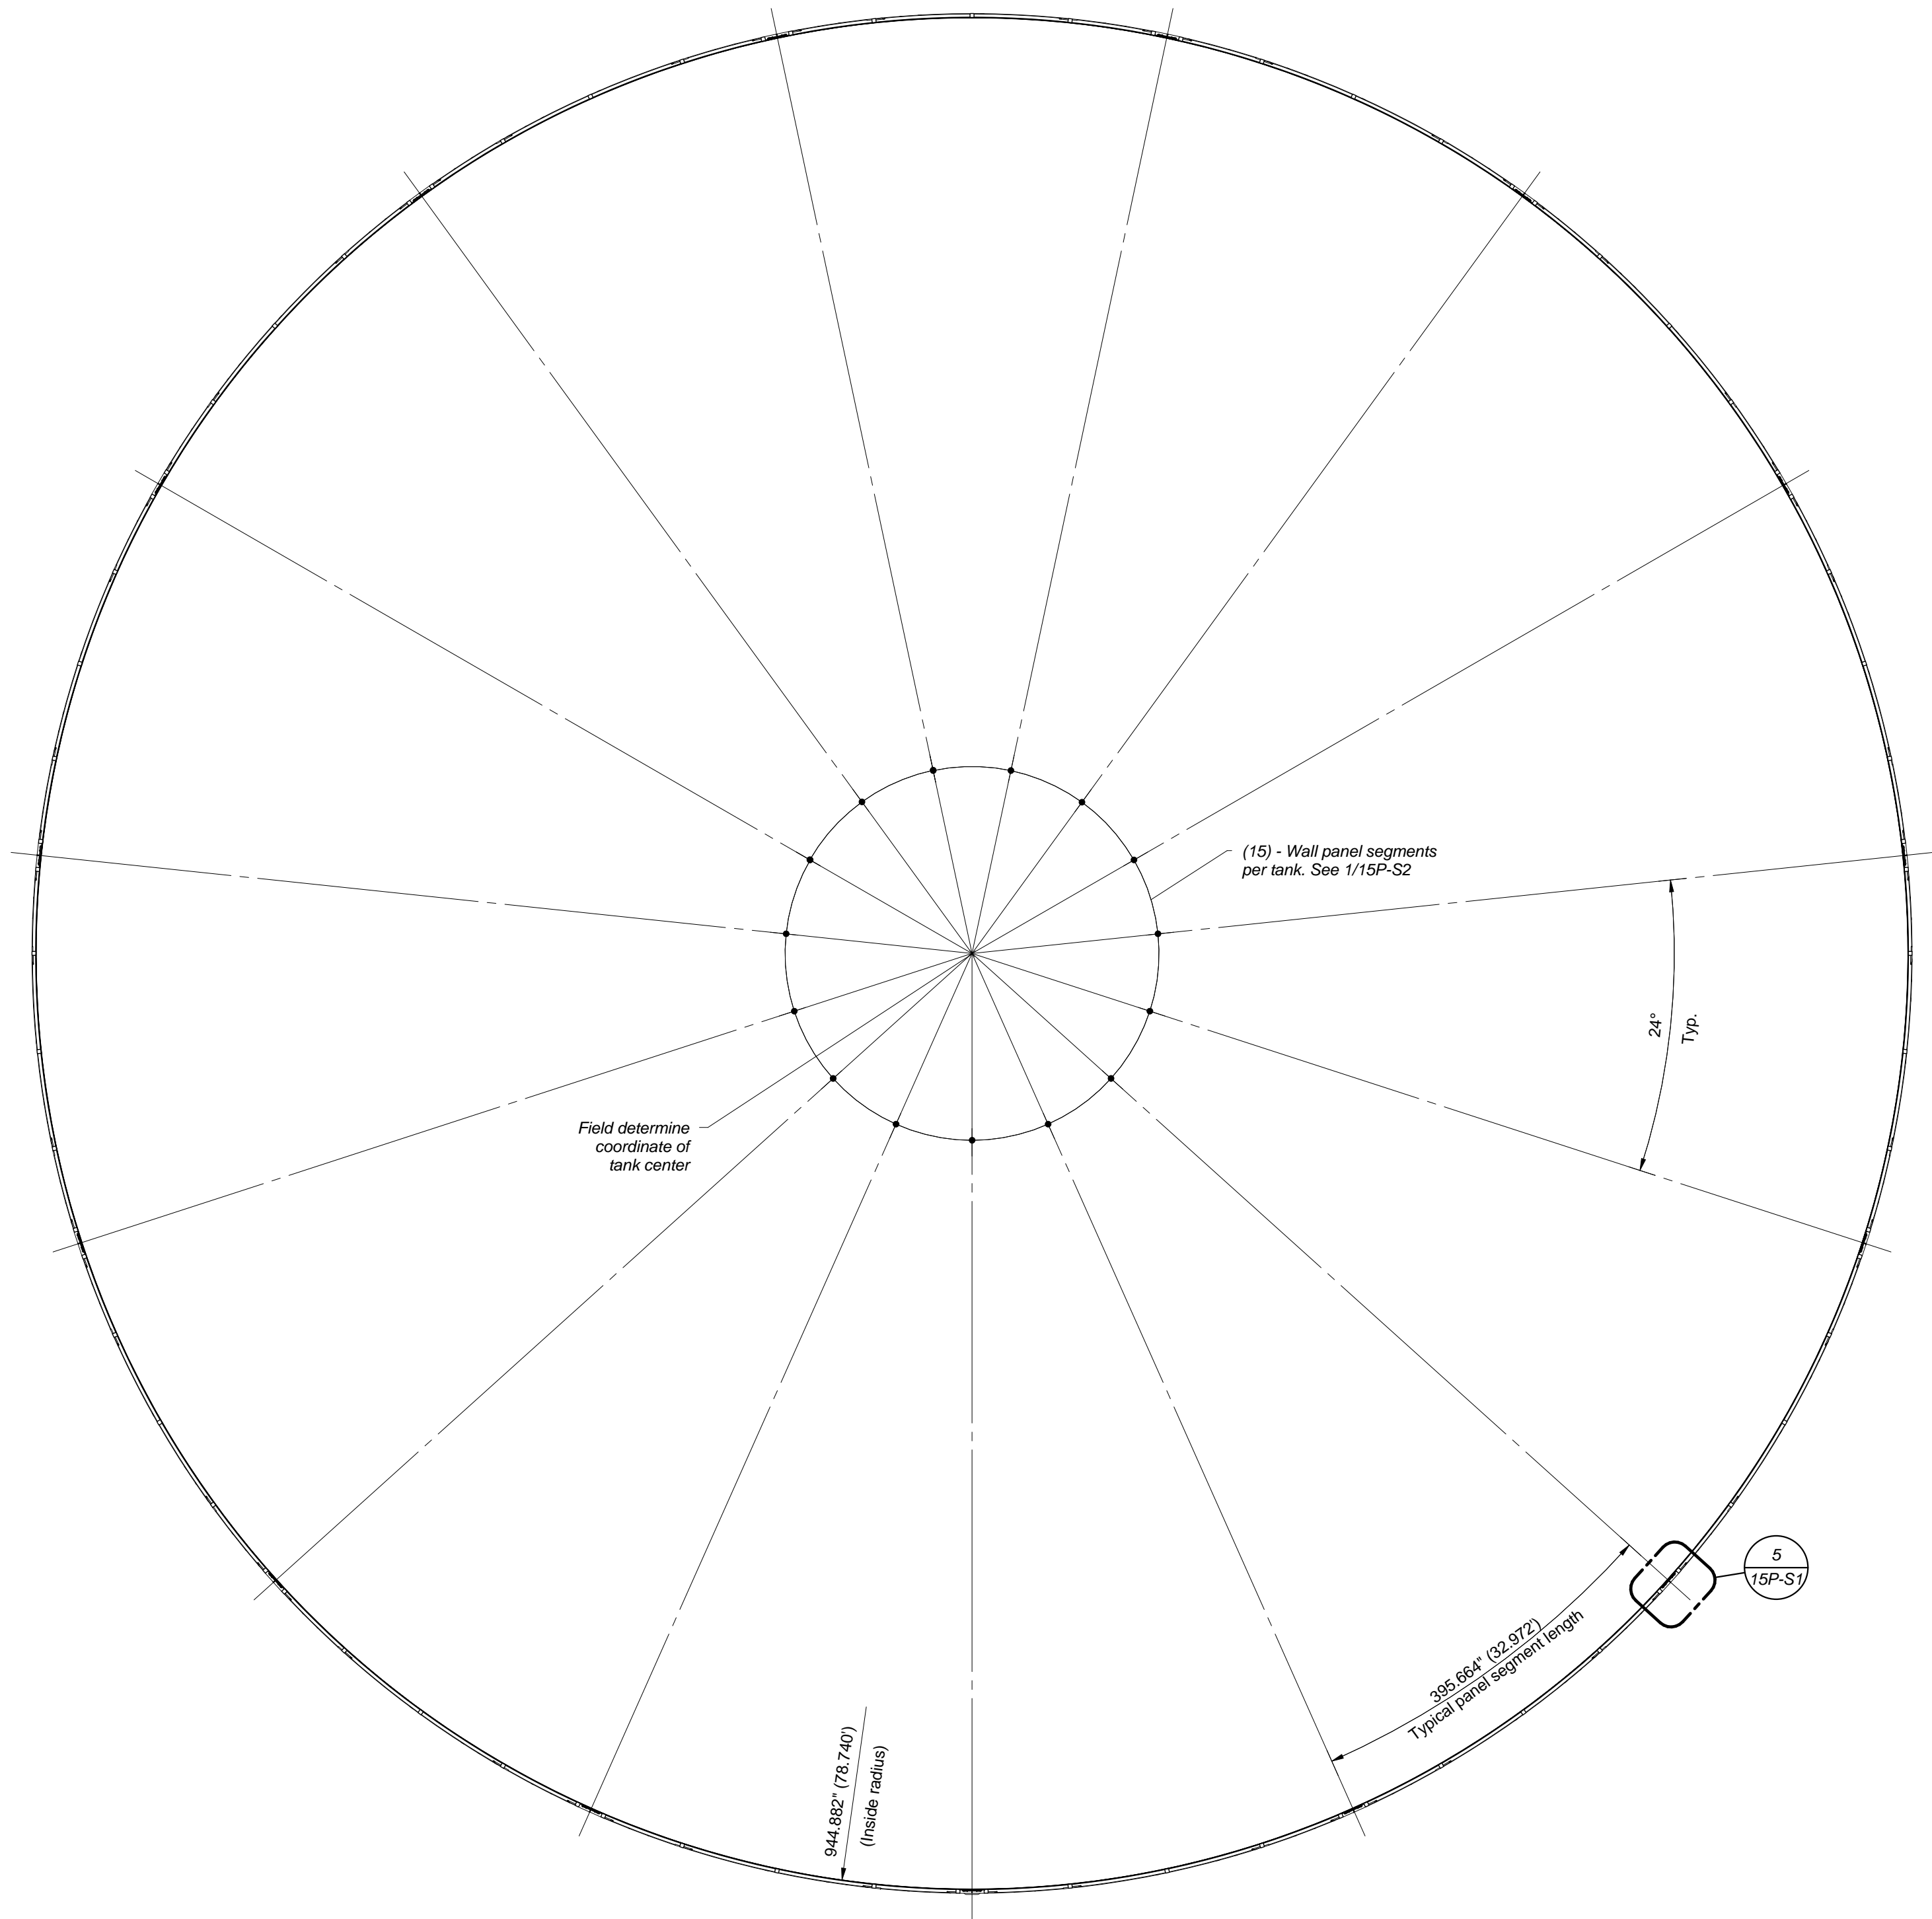 (15) - Wall panel segments
per tank. See 1/15P-S2
24°
Typ.
Field determine
coordinate of
tank center
5
15P-S1
395.664" (32.972')
Typical panel segment length
944.882" (78.740')
(Inside radius)